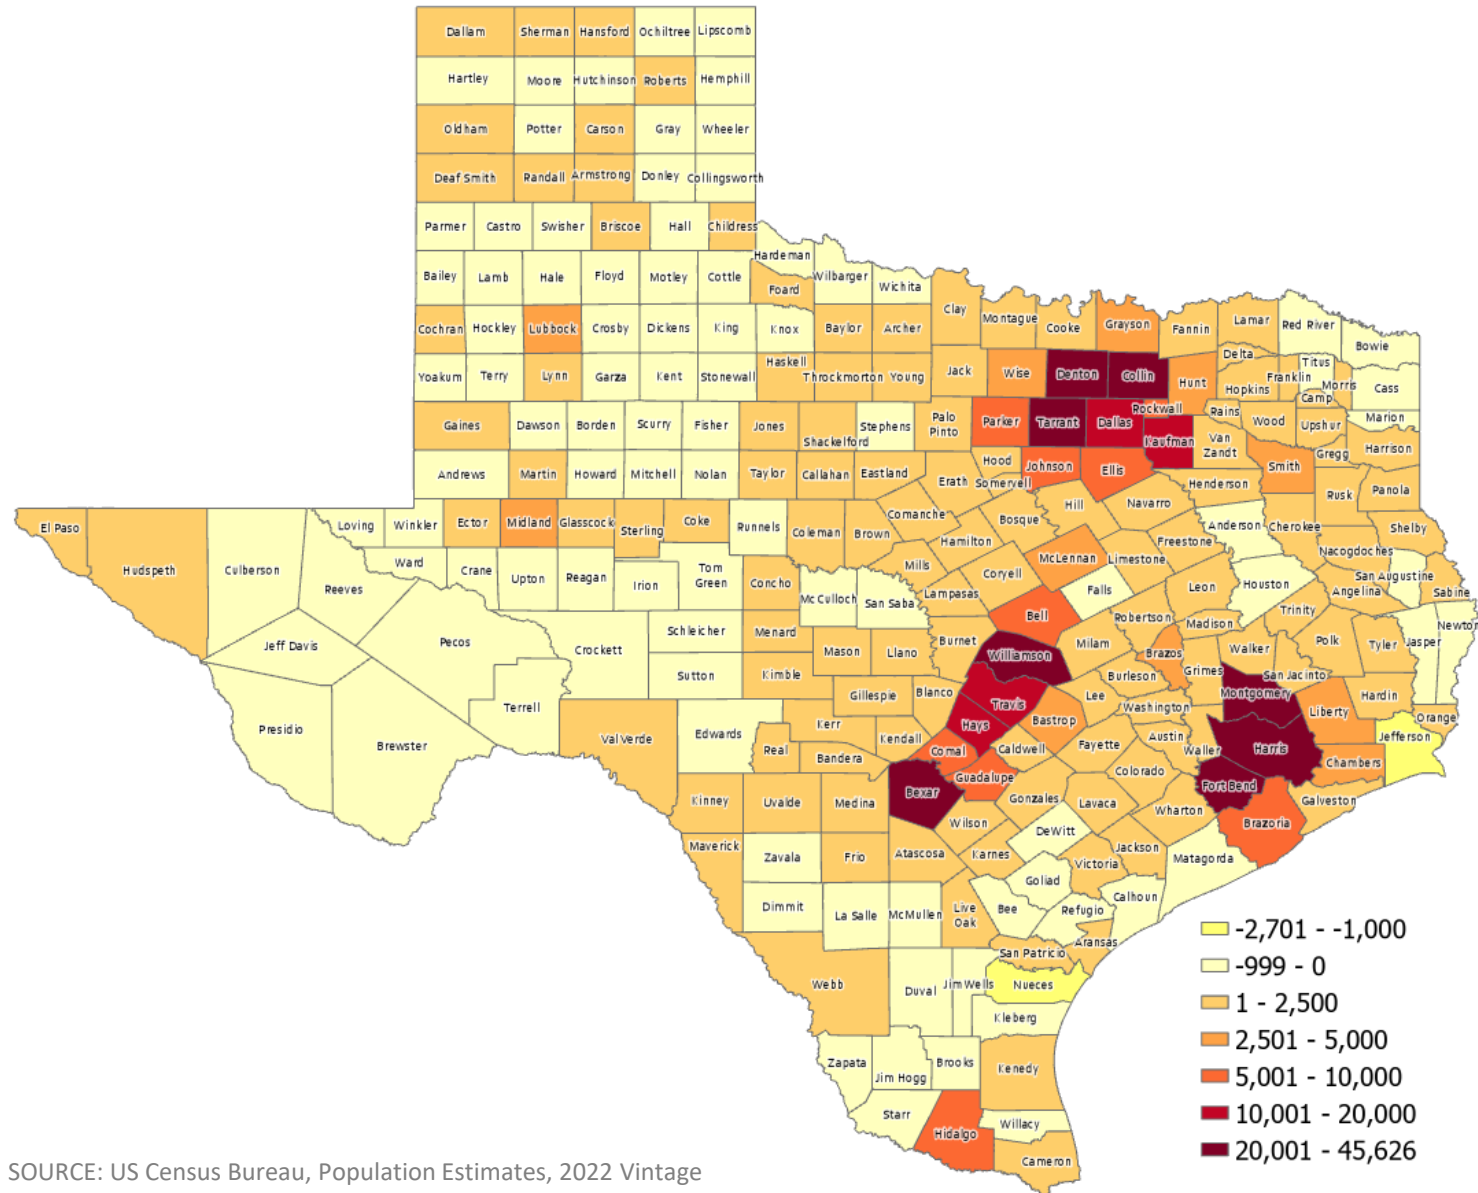 Dallam Sherman Hansford Ochiltree Lipscomb
Hartley Moore Hutchinson Roberts Hemphill
Oldham Potter Carson Gray Wheeler
Deaf Smith Randall Armstrong Donley Collingsworth
Parmer Castro Swisher Briscoe Hall Childress
Hardeman
Bailey Lamb Hale Floyd Motley Cottle Foard Wilbarger Wichita
Cochran Hockley Lubbock Crosby Dickens King Knox Baylor Archer Clay Montague Cooke Grayson Fannin Lamar Red River Bowie
Yoakum Terry Lynn Garza Kent Stonewall Haskell Throckmorton Young Jack Wise Denton Collin Hunt Delta Hopkins Franklin Titus Camp Morris Cass
Gaines Dawson Borden Scurry Fisher Jones Shackelford Stephens Palo Pinto Parker Tarrant Dallas Rockwall Kaufman Rains Van Zandt Wood Upshur Marion
Andrews Martin Howard Mitchell Nolan Taylor Callahan Eastland Erath Hood Somervell Johnson Ellis Henderson Smith Gregg Harrison
El Paso Hudspeth Culberson Loving Winkler Ector Midland Glasscock Sterling Coke Runnels Coleman Brown Comanche Hamilton Bosque Hill Navarro Freestone Anderson Cherokee Rusk Panola
Reeves Ward Crane Upton Reagan Irion Tom Green Concho McCulloch San Saba Mills Lampasas Coryell McLennan Limestone Falls Leon Houston Nacogdoches Shelby San Augustine Sabine
Jeff Davis Pecos Crockett Schleicher Menard Mason Llano Burnet Bell Milam Robertson Madison Trinity Angelina Polk Tyler Jasper Newton
Presidio Brewster Terrell Sutton Kimble Gillespie Blanco Williamson Travis Lee Burleson Brazos Grimes Walker San Jacinto Montgomery Liberty Hardin Orange Jefferson
Val Verde Edwards Real Kerr Bandera Kendall Comal Hays Caldwell Bastrop Fayette Washington Austin Waller Harris Chambers
Kinney Uvalde Medina Bexar Guadalupe Gonzales Lavaca Colorado Wharton Fort Bend Brazoria Galveston
Maverick Zavala Frio Atascosa Wilson Karnes DeWitt Victoria Jackson Matagorda
Dimmit La Salle McMullen Live Oak Bee Goliad Refugio Calhoun Aransas San Patricio
Webb Duval Jim Wells Nueces Kleberg
Zapata Jim Hogg Brooks Kenedy
Starr Hidalgo Willacy Cameron
-2,701 - -1,000
-999 - 0
1 - 2,500
2,501 - 5,000
5,001 - 10,000
10,001 - 20,000
20,001 - 45,626
SOURCE: US Census Bureau, Population Estimates, 2022 Vintage